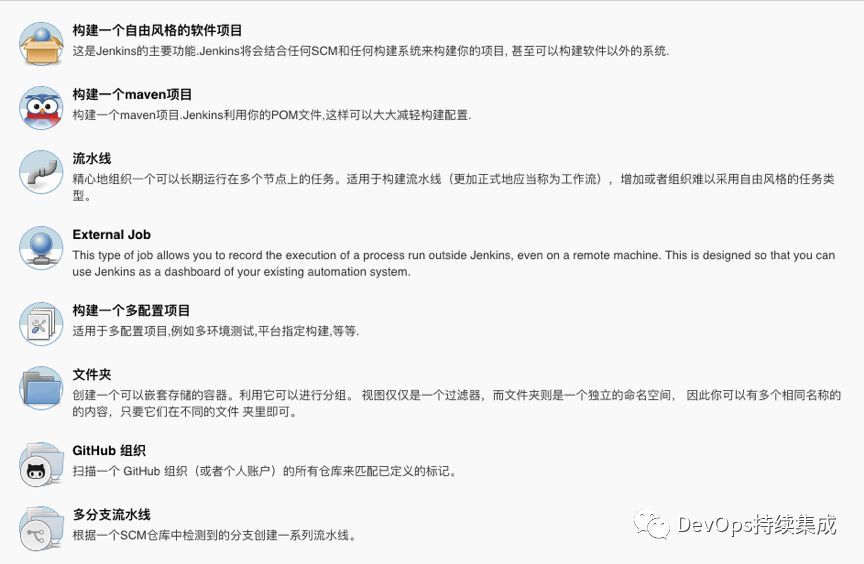 构建一个自由风格的软件项目
这是Jenkins的主要功能.Jenkins将会结合任何SCM和任何构建系统来构建你的项目, 甚至可以构建软件以外的系统.
构建一个maven项目
构建一个maven项目.Jenkins利用你的POM文件,这样可以大大减轻构建配置.
流水线
精心地组织一个可以长期运行在多个节点上的任务。适用于构建流水线（更加正式地应当称为工作流），增加或者组织难以采用自由风格的任务类
型。
External Job
This type of job allows you to record the execution of a process run outside Jenkins, even on a remote machine. This is designed so that you can
use Jenkins as a dashboard of your existing automation system.
构建一个多配置项目
适用于多配置项目,例如多环境测试,平台指定构建,等等.
文件夹
创建一个可以嵌套存储的容器。利用它可以进行分组。 视图仅仅是一个过滤器，而文件夹则是一个独立的命名空间， 因此你可以有多个相同名称的
的内容，只要它们在不同的文件 夹里即可。
GitHub 组织
扫描一个 GitHub 组织（或者个人账户）的所有仓库来匹配已定义的标记。
多分支流水线
根据一个SCM仓库中检测到的分支创建一系列流水线。
DevOps持续集成